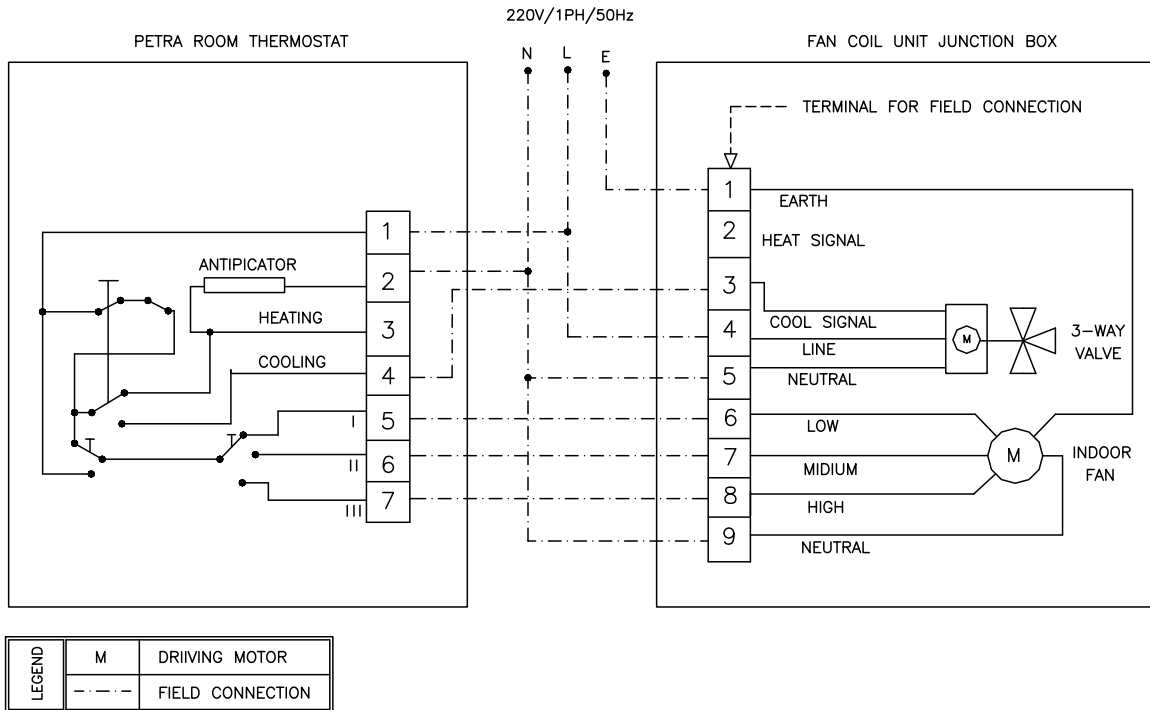 220V/1PH/50Hz
PETRA ROOM THERMOSTAT
FAN COIL UNIT JUNCTION BOX
N L E
TERMINAL FOR FIELD CONNECTION
1
2
3
4
5
6
7
ANTIPICATOR
HEATING
COOLING
I
II
III
1
2
3
4
5
6
7
8
9
EARTH
HEAT SIGNAL
COOL SIGNAL
LINE
NEUTRAL
LOW
MIDIUM
HIGH
NEUTRAL
M
3-WAY
VALVE
M
INDOOR
FAN
LEGEND
M DRIIVING MOTOR
FIELD CONNECTION